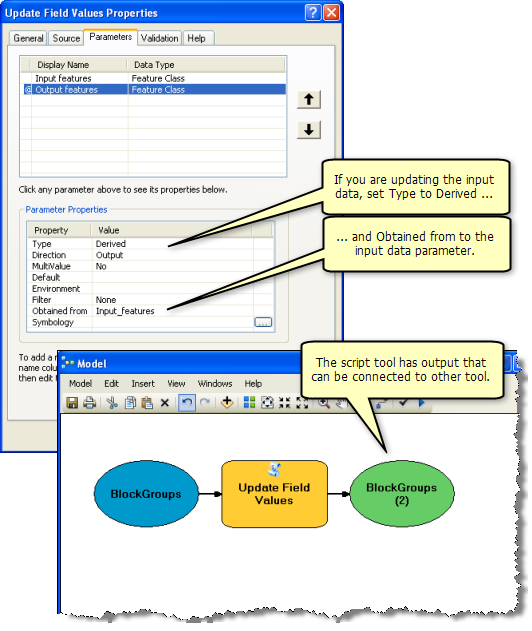 Update Field Values Properties
General Source Parameters Validation Help
Display Name Data Type
Input features Feature Class
Output features Feature Class
Click any parameter above to see its properties below.
If you are updating the input
data, set Type to Derived ...
Parameter Properties
Property Value
Type Derived
Direction Output
MultiValue No
Default
Environment
Filter None
Obtained from Input_features
Symbology ...
... and Obtained from to the
input data parameter.
To add a
name colu
then edit
Model
Model Edit Insert View Windows Help
The script tool has output that
can be connected to other tool.
BlockGroups
Update Field
Values
BlockGroups
(2)